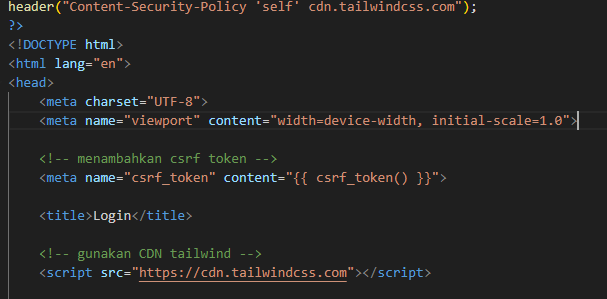 header("Content-Security-Policy 'self' cdn.tailwindcss.com");
?>
<!DOCTYPE html>
<html lang="en">
<head>
    <meta charset="UTF-8">
    <meta name="viewport" content="width=device-width, initial-scale=1.0">
    <!-- menambahkan csrf token -->
    <meta name="csrf_token" content="{{ csrf_token() }}">
    <title>Login</title>
    <!-- gunakan CDN tailwind -->
    <script src="https://cdn.tailwindcss.com"></script>